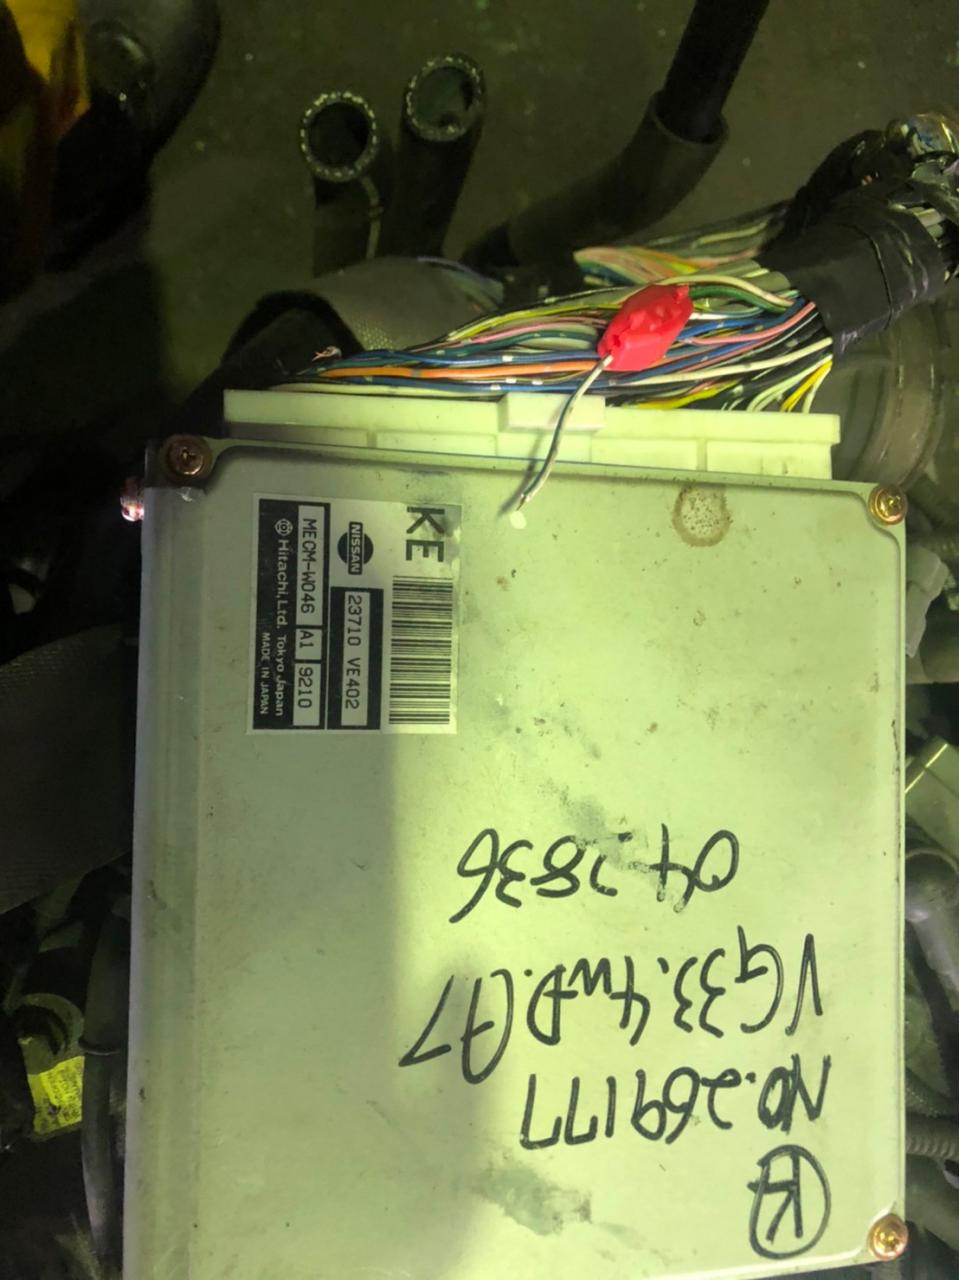 KE
NISSAN
23710 VE402
MECM-W046 A1 9210
Hitachi, Ltd. Tokyo Japan
MADE IN JAPAN
K
NO.269177
VG33.4WD.(A7
04.7836